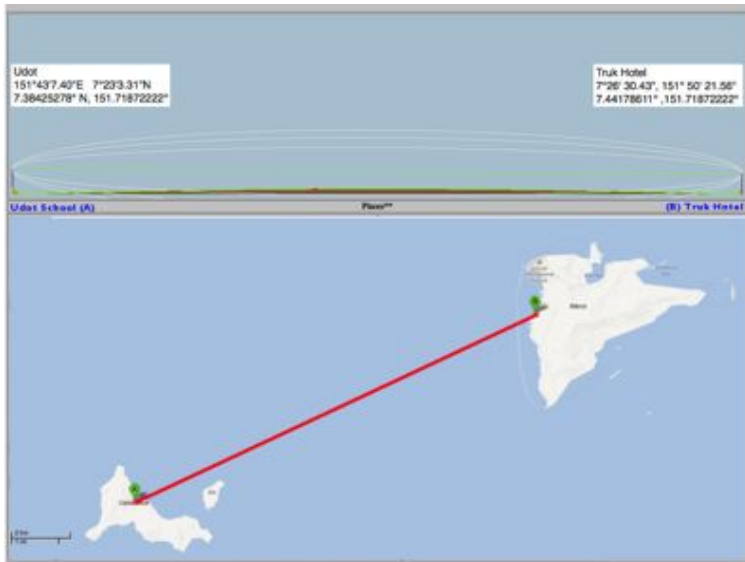 Udot
151°43'7.40"E 7°23'3.31"N
7.38425278° N, 151.71872222°
Truk Hotel
7°26' 30.43", 151° 50' 21.56"
7.44178611° ,151.71872222°
Udot School (A)
(B) Truk Hotel